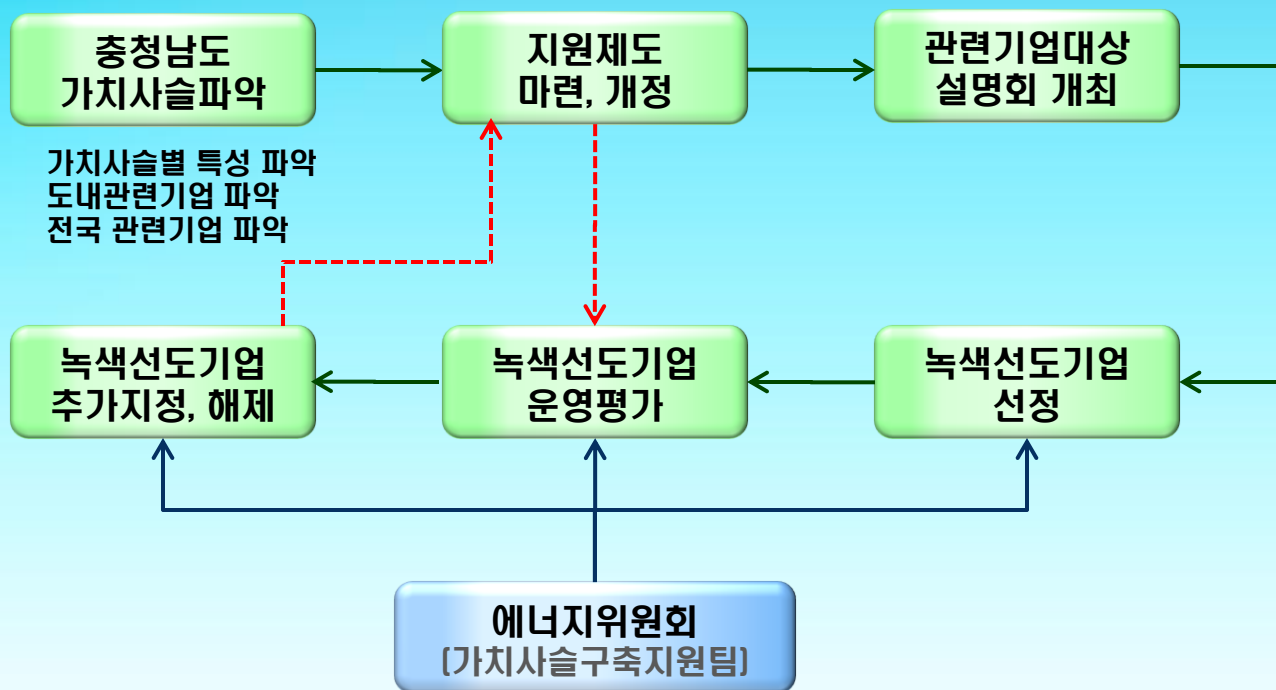 충청남도
가치사슬파악
지원제도
마련, 개정
관련기업대상
설명회 개최
가치사슬별 특성 파악
도내관련기업 파악
전국 관련기업 파악
녹색선도기업
추가지정, 해제
녹색선도기업
운영평가
녹색선도기업
선정
에너지위원회
(가치사슬구축지원팀)